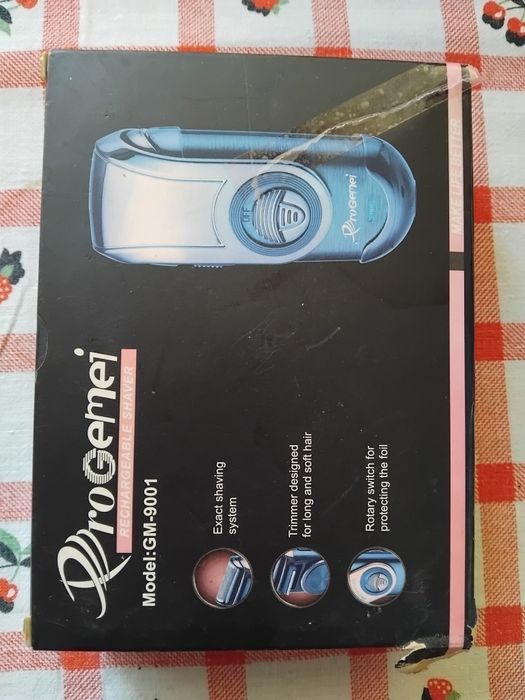 ProGemei
RECHARGEABLE SHAVER
Model:GM-9001
Exact shaving
system
Trimmer designed
for long and soft hair
Rotary switch for
protecting the foil
MAKE LIFE BETTER
ProGemei
OFF